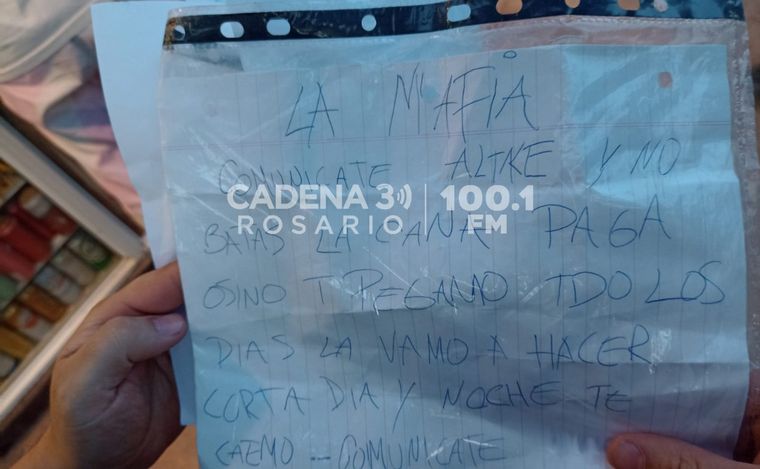 LA MAFIA
COMUNICATE ALTKE Y NO
CADENA 3 100.1
ROSARIO FM
BATAS LA CANA PAGA
OSINO T PEGAMO TDO LOS
DIAS LA VAMO A HACER
CORTA DIA Y NOCHE TE
CAEMO - COMUNICATE